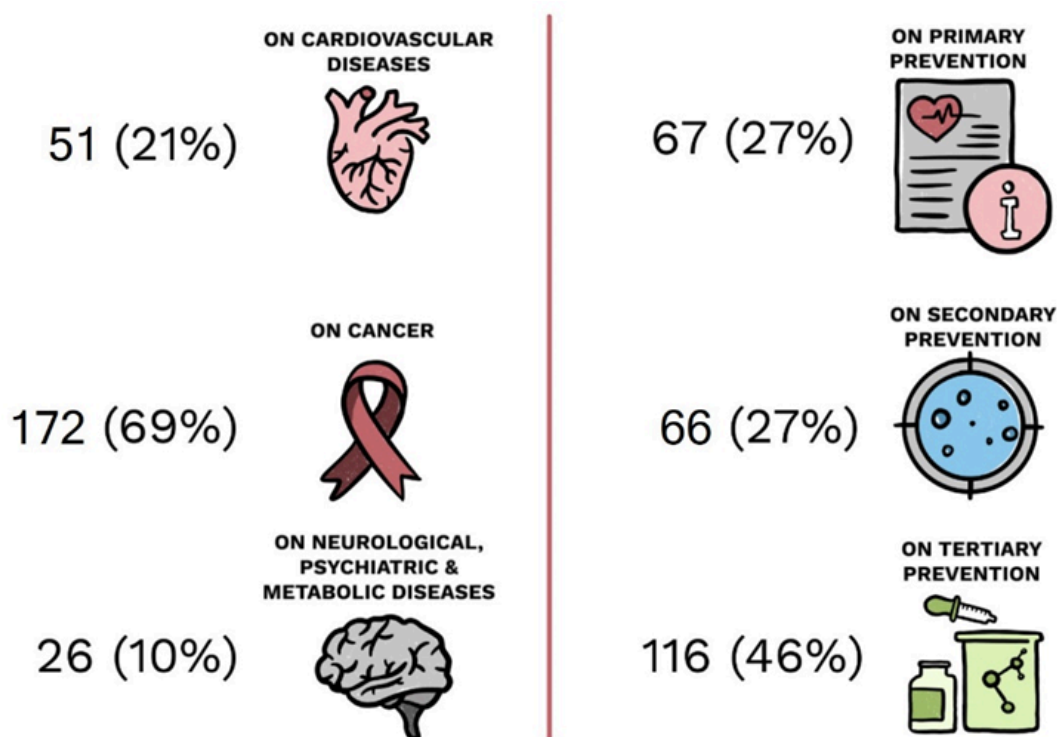 ON CARDIOVASCULAR
DISEASES
51 (21%)
ON CANCER
172 (69%)
ON NEUROLOGICAL,
PSYCHIATRIC &
METABOLIC DISEASES
26 (10%)
ON PRIMARY
PREVENTION
67 (27%)
i
ON SECONDARY
PREVENTION
66 (27%)
ON TERTIARY
PREVENTION
116 (46%)